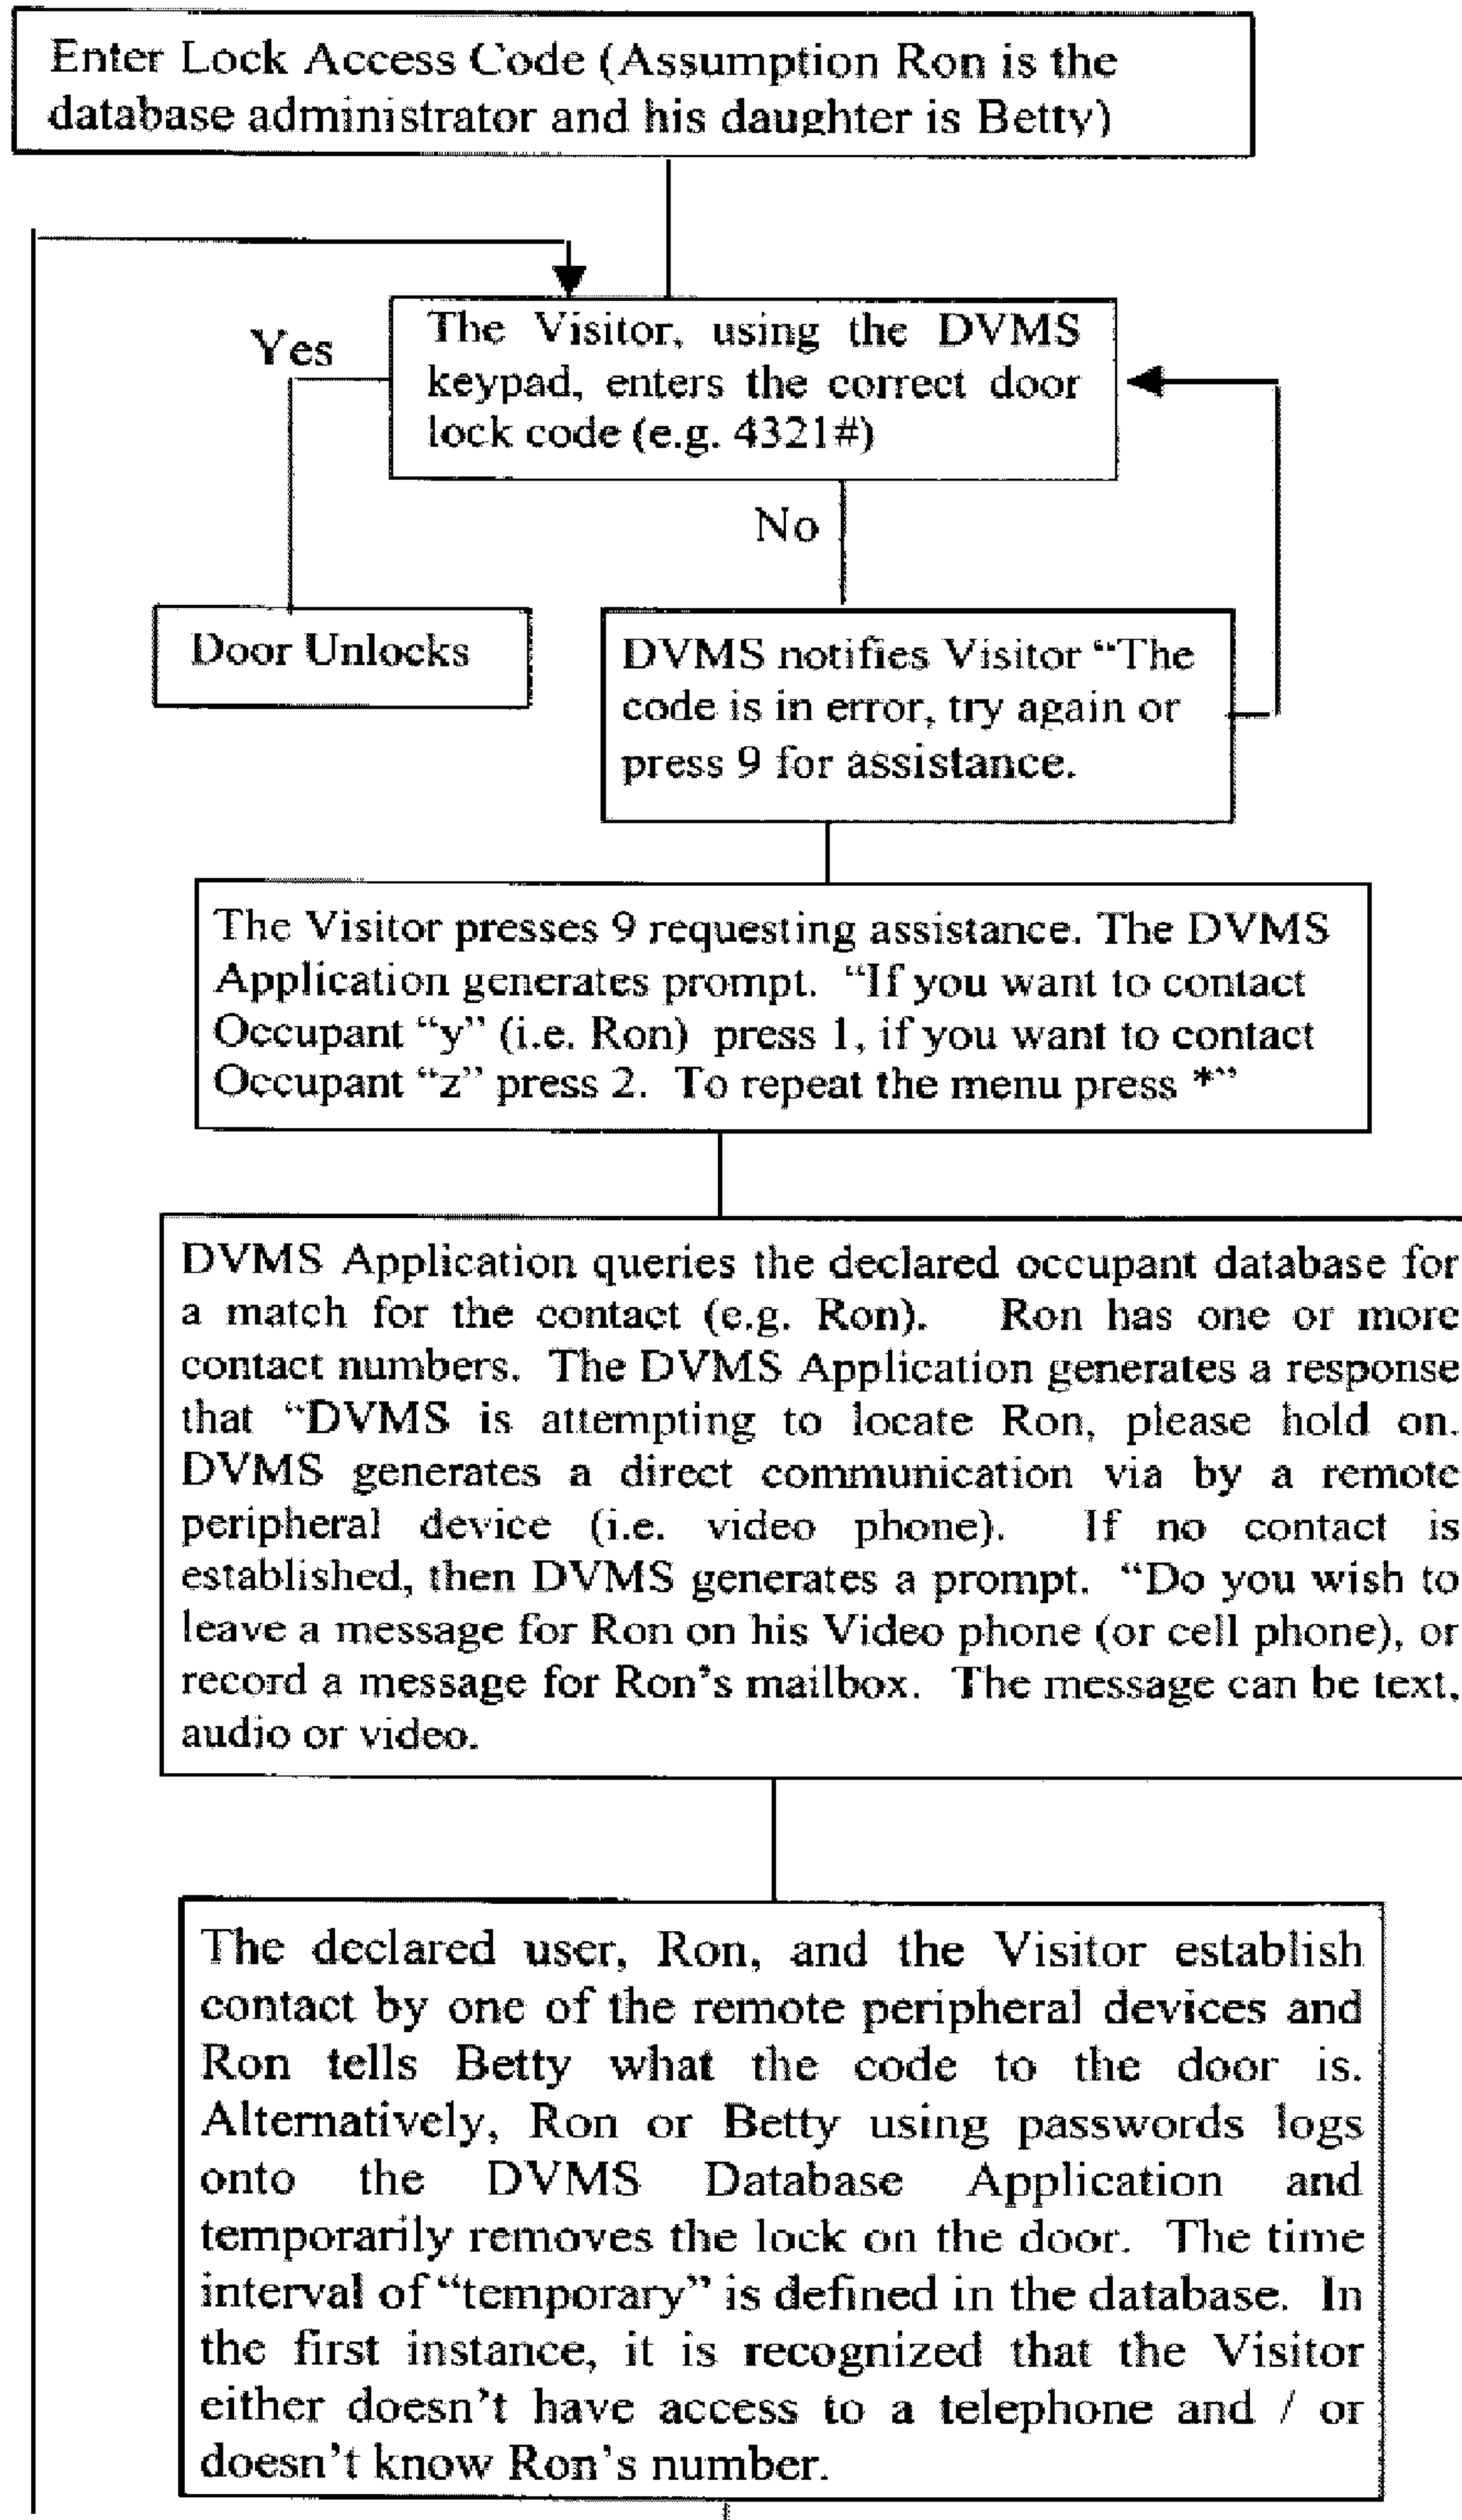 Enter Lock Access Code (Assumption Ron is the
database administrator and his daughter is Betty)
The Visitor, using the DVMS
keypad, enters the correct door
lock code (e.g. 4321#)
Yes
No
Door Unlocks
DVMS notifies Visitor “The
code is in error, try again or
press 9 for assistance.
The Visitor presses 9 requesting assistance. The DVMS
Application generates prompt. “If you want to contact
Occupant “y” (i.e. Ron) press 1, if you want to contact
Occupant “z” press 2. To repeat the menu press *”
DVMS Application queries the declared occupant database for
a match for the contact (e.g. Ron). Ron has one or more
contact numbers. The DVMS Application generates a response
that “DVMS is attempting to locate Ron, please hold on.
DVMS generates a direct communication via by a remote
peripheral device (i.e. video phone). If no contact is
established, then DVMS generates a prompt. “Do you wish to
leave a message for Ron on his Video phone (or cell phone), or
record a message for Ron’s mailbox. The message can be text,
audio or video.
The declared user, Ron, and the Visitor establish
contact by one of the remote peripheral devices and
Ron tells Betty what the code to the door is.
Alternatively, Ron or Betty using passwords logs
onto the DVMS Database Application and
temporarily removes the lock on the door. The time
interval of “temporary” is defined in the database. In
the first instance, it is recognized that the Visitor
either doesn’t have access to a telephone and / or
doesn’t know Ron’s number.